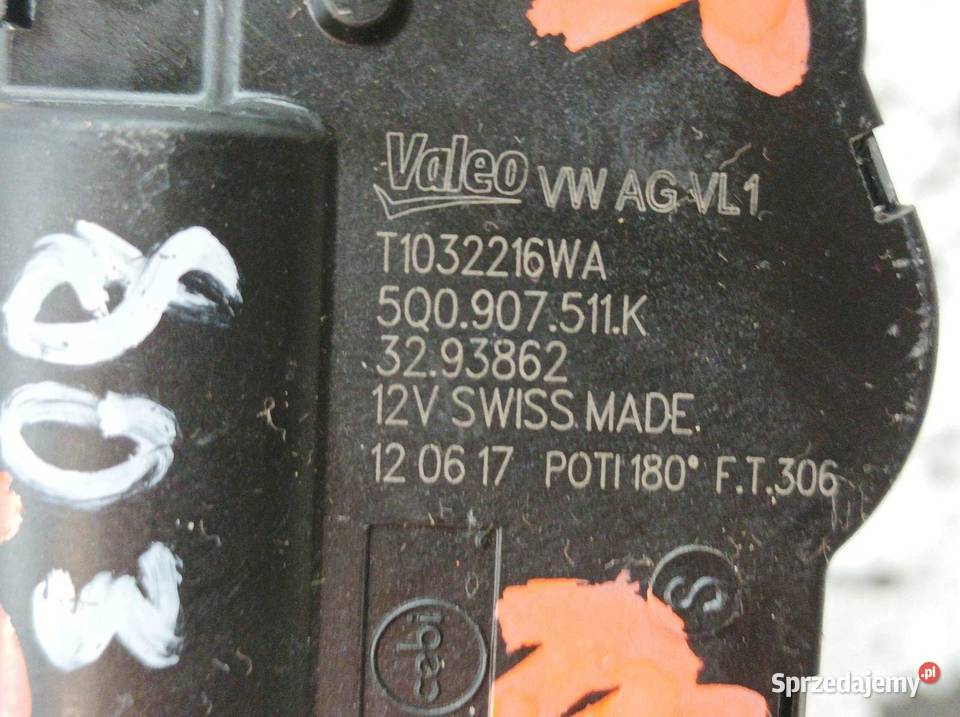 Valeo VW AG VL1
T1032216WA
5Q0.907.511.K
32.93862
12V SWISS MADE
12 06 17 POTI 180° F.T.306
308
S
cebi
Sprzedajemy.pl